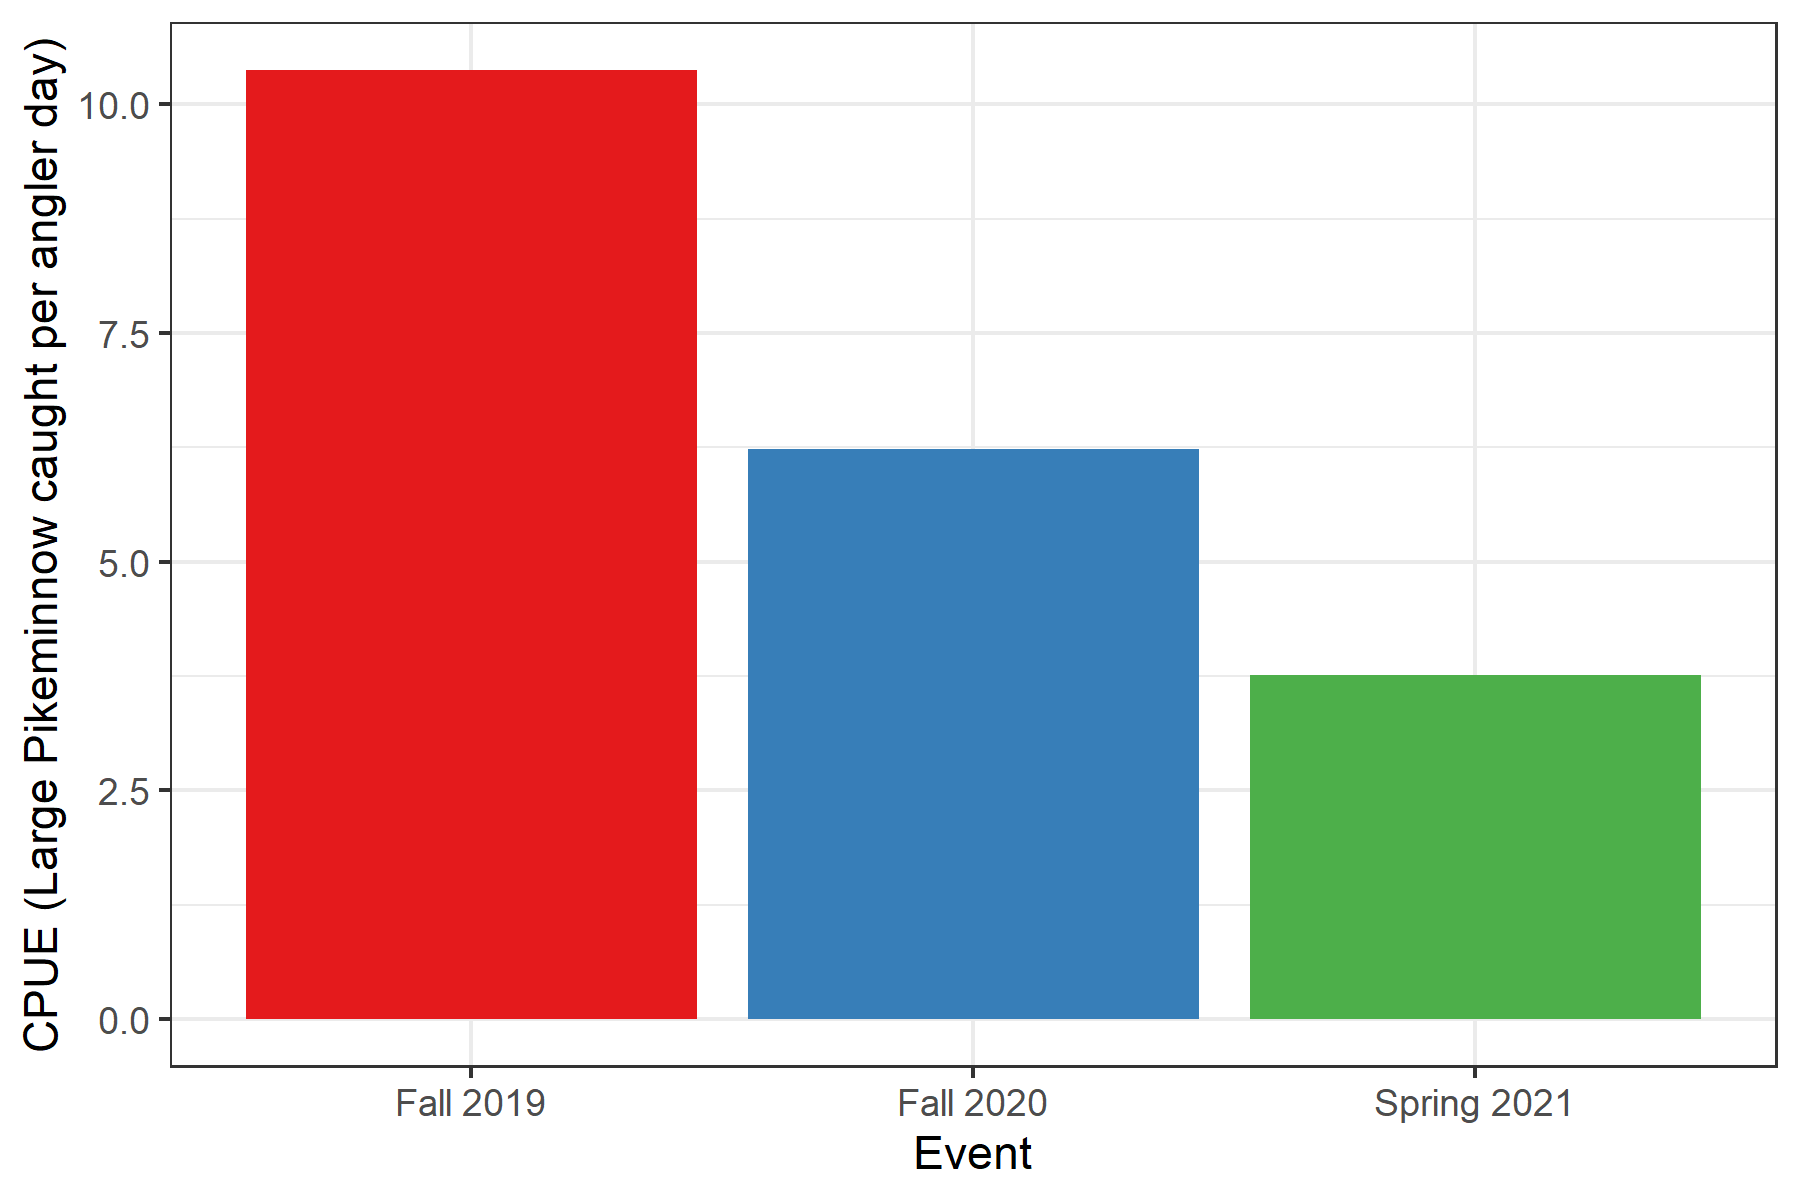 CPUE (Large Pikeminnow caught per angler day)
10.0
7.5
5.0
2.5
0.0
Fall 2019
Fall 2020
Spring 2021
Event